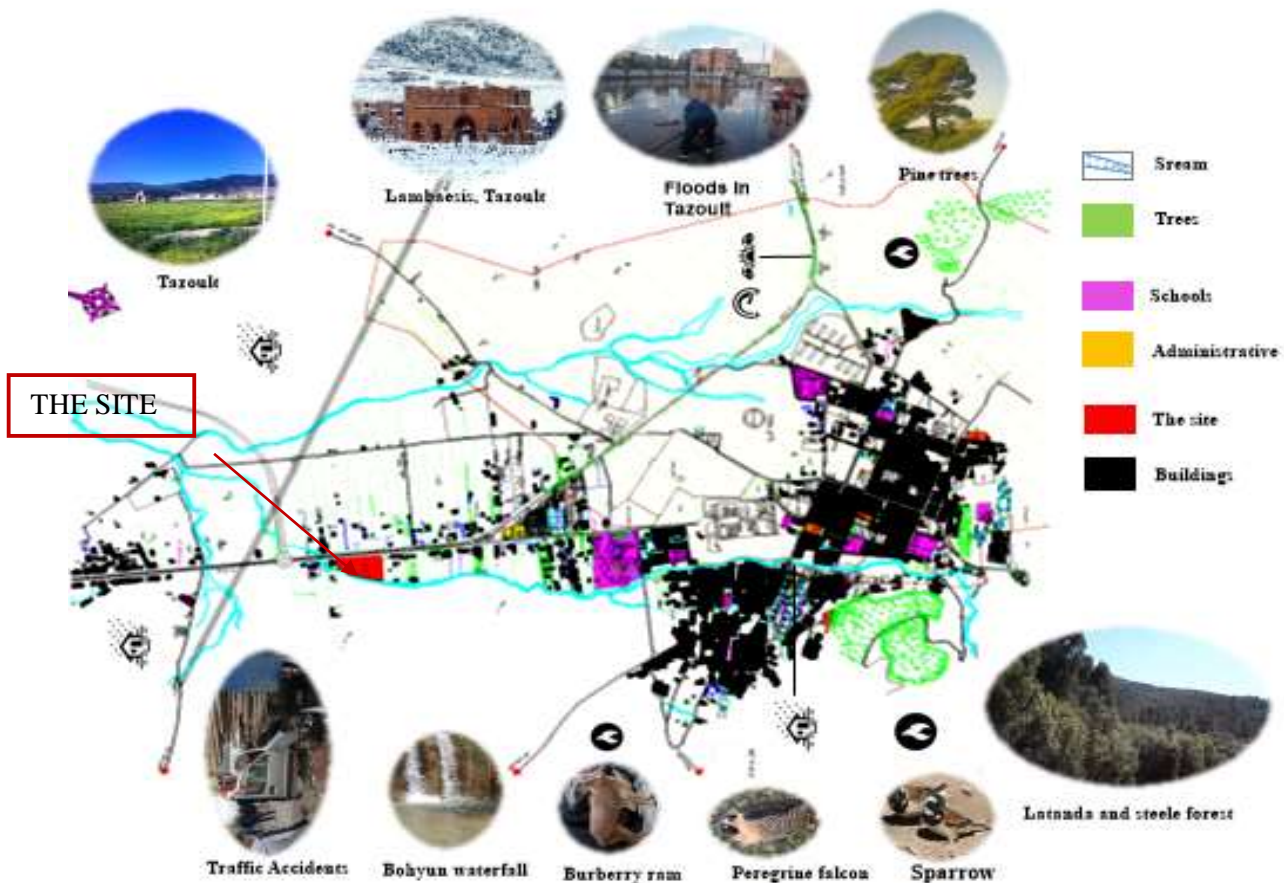 Lambaesis, Tazoult
Floods in
Tazoult
Pine trees
Tazoult
THE SITE
Sream
Trees
Schools
Administrative
The site
Buildings
Traffic Accidents
Bohyun waterfall
Burberry ram
Peregrine falcon
Sparrow
Latanda and steele forest